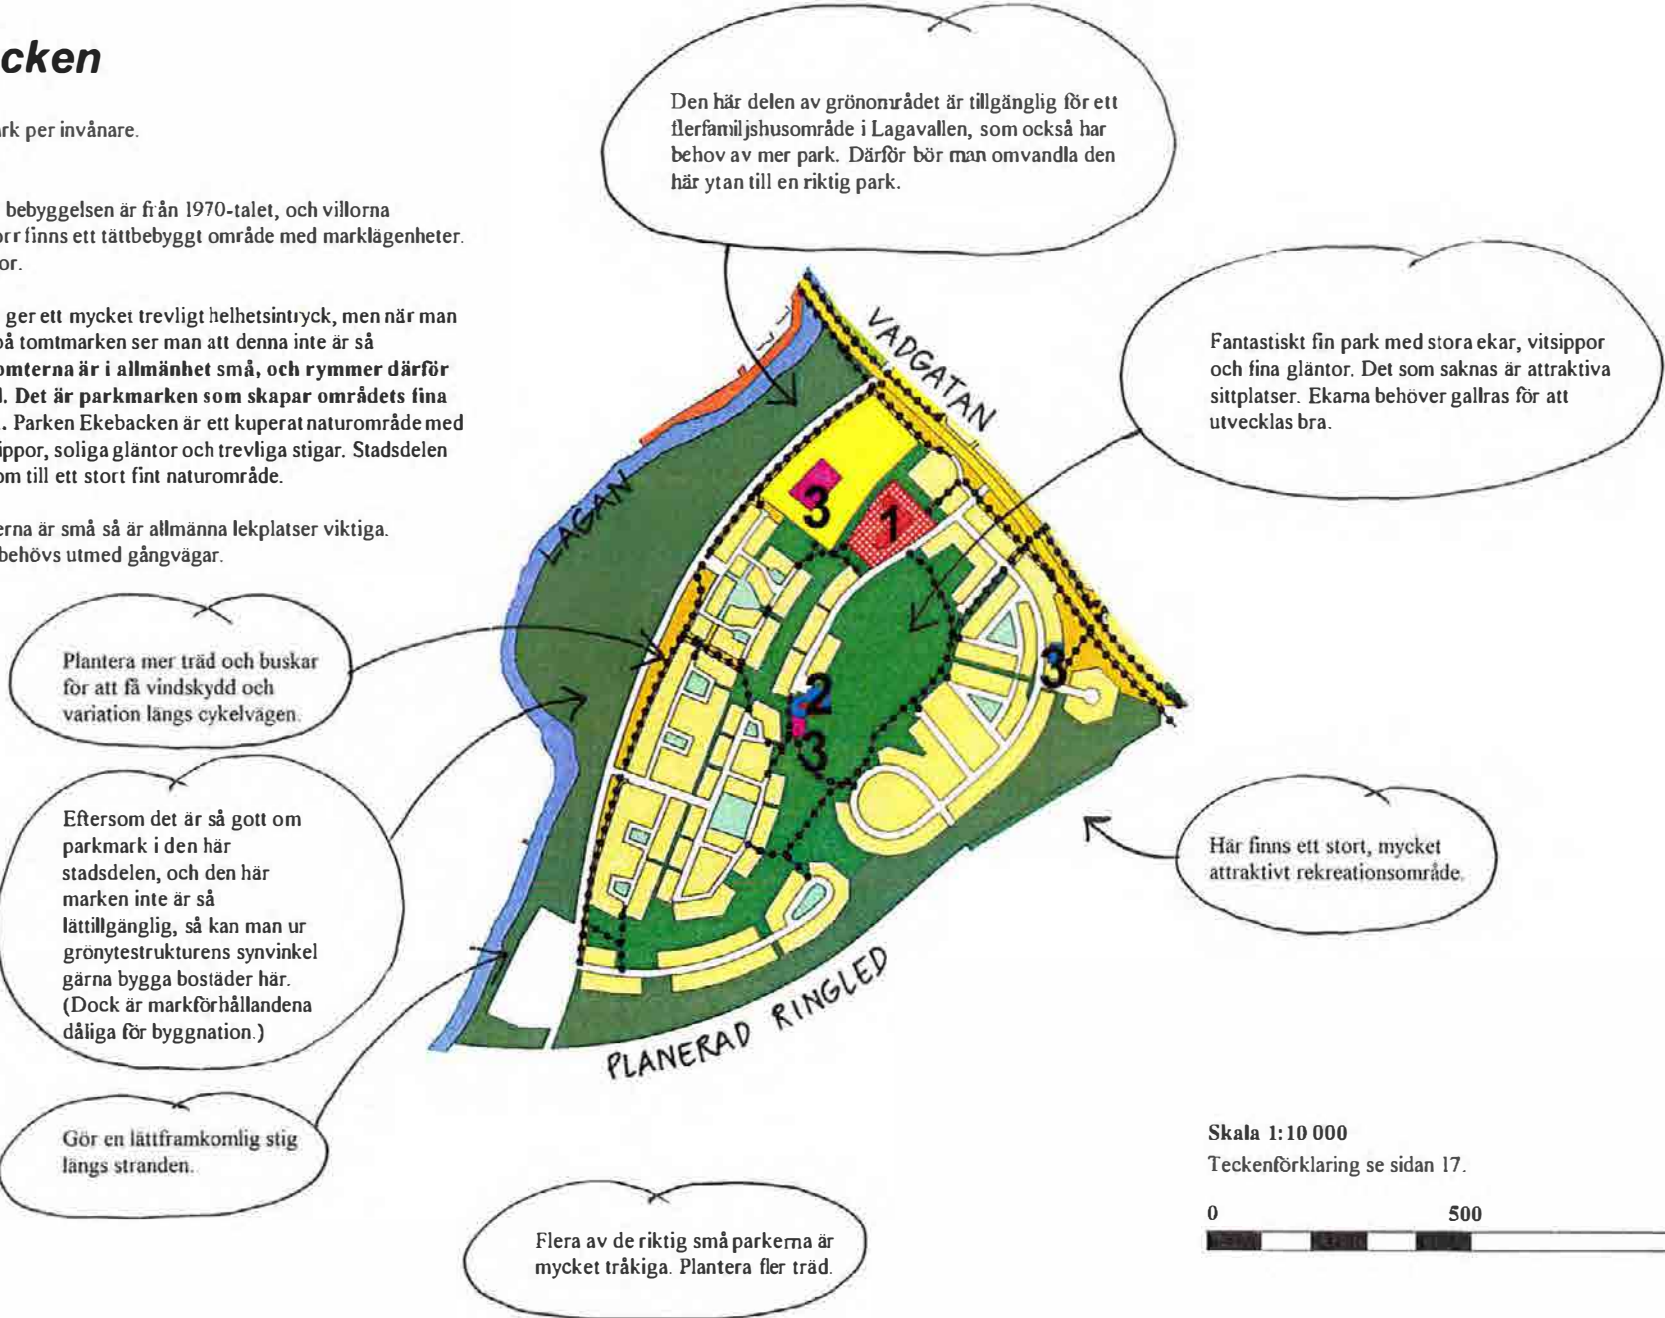 cken
rk per invånare.
bebyggelsen är från 1970-talet, och villorna
orr finns ett tättbebyggt område med marklägenheter.
or.
ger ett mycket trevligt helhetsintryck, men när man
på tomtmarken ser man att denna inte är så
omterna är i allmänhet små, och rymmer därför
l. Det är parkmarken som skapar områdets fina
. Parken Ekebacken är ett kuperat naturområde med
ippor, soliga gläntor och trevliga stigar. Stadsdelen
om till ett stort fint naturområde.
erna är små så är allmänna lekplatser viktiga.
behövs utmed gångvägar.
Den här delen av grönområdet är tillgänglig för ett
flerfamiljshusområde i Lagavallen, som också har
behov av mer park. Därför bör man omvandla den
här ytan till en riktig park.
Fantastiskt fin park med stora ekar, vitsippor
och fina gläntor. Det som saknas är attraktiva
sittplatser. Ekarna behöver gallras för att
utvecklas bra.
VADGATAN
LAGAN
3
1
3
2
3
PLANERAD RINGLED
Plantera mer träd och buskar
för att få vindskydd och
variation längs cykelvägen.
Eftersom det är så gott om
parkmark i den här
stadsdelen, och den här
marken inte är så
lättillgänglig, så kan man ur
grönytestrukturens synvinkel
gärna bygga bostäder här.
(Dock är markförhållandena
dåliga för byggnation.)
Här finns ett stort, mycket
attraktivt rekreationsområde.
Gör en lättframkomlig stig
längs stranden.
Flera av de riktig små parkerna är
mycket tråkiga. Plantera fler träd.
Skala 1:10 000
Teckenförklaring se sidan 17.
0 500